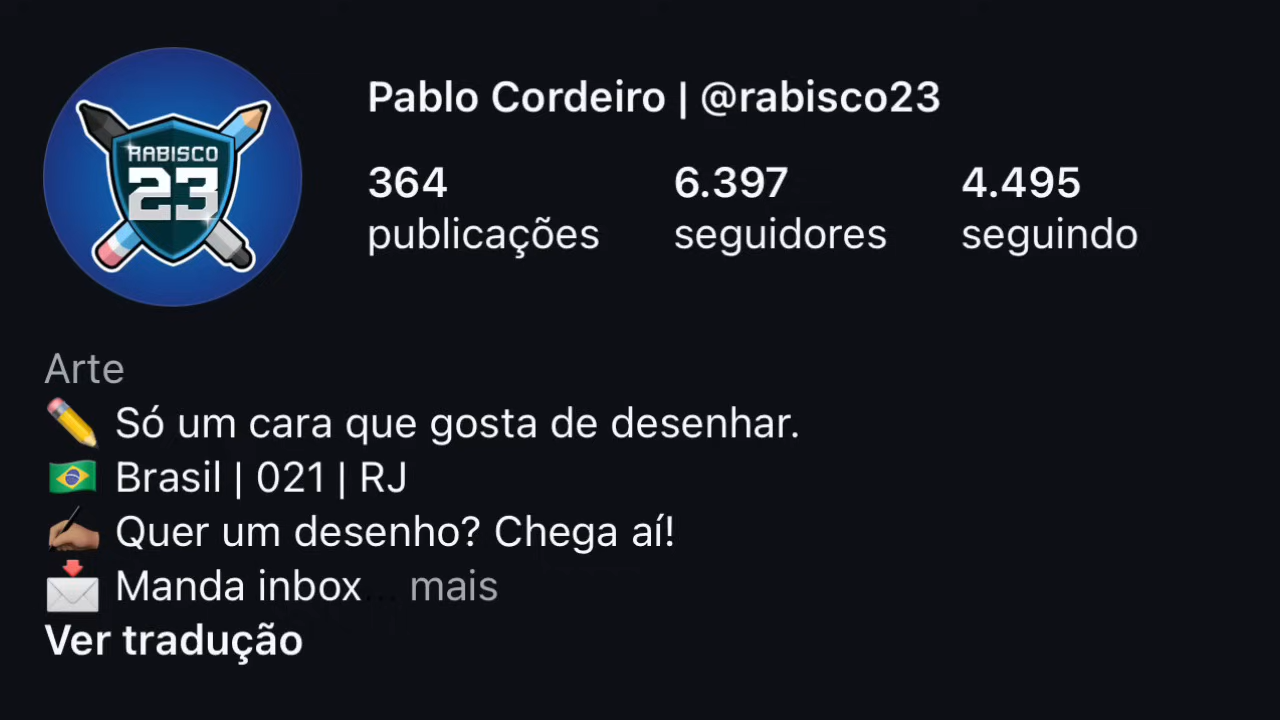 RABISCO
23
Pablo Cordeiro | @rabisco23
364 6.397 4.495
publicações seguidores seguindo
Arte
✏️ Só um cara que gosta de desenhar.
🇧🇷 Brasil | 021 | RJ
✍🏽 Quer um desenho? Chega aí!
📩 Manda inbox... mais
Ver tradução